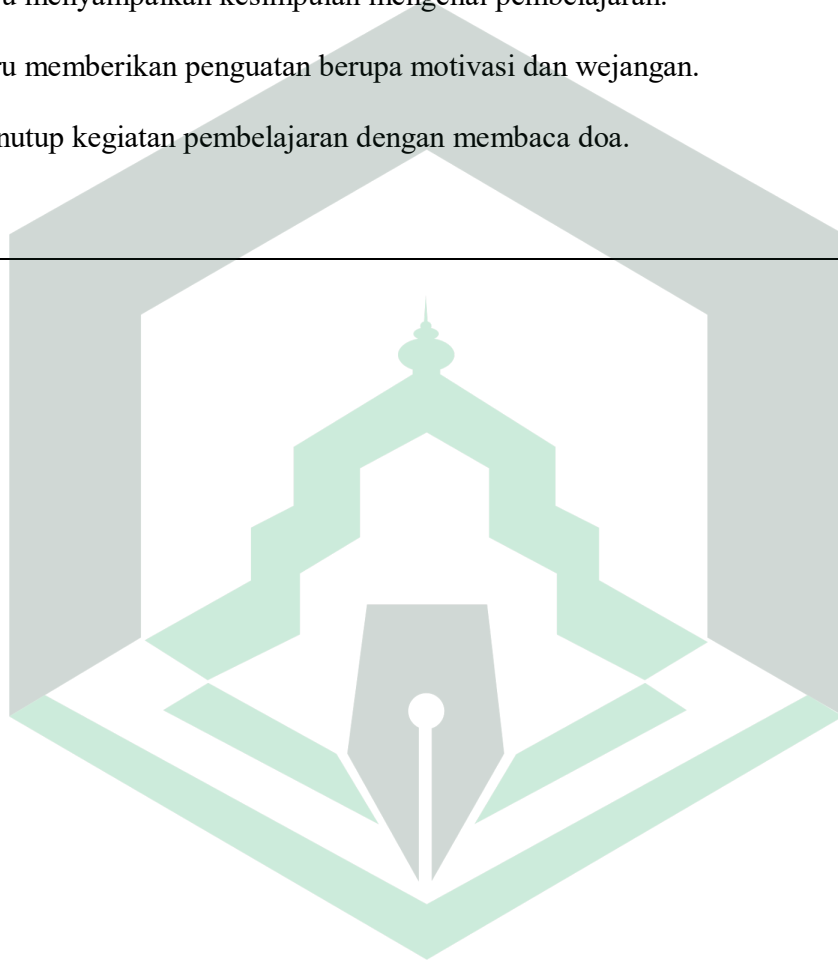 menyampaikan kesimpulan mengenai pembelajaran.
ru memberikan penguatan berupa motivasi dan wejangan.
nutup kegiatan pembelajaran dengan membaca doa.